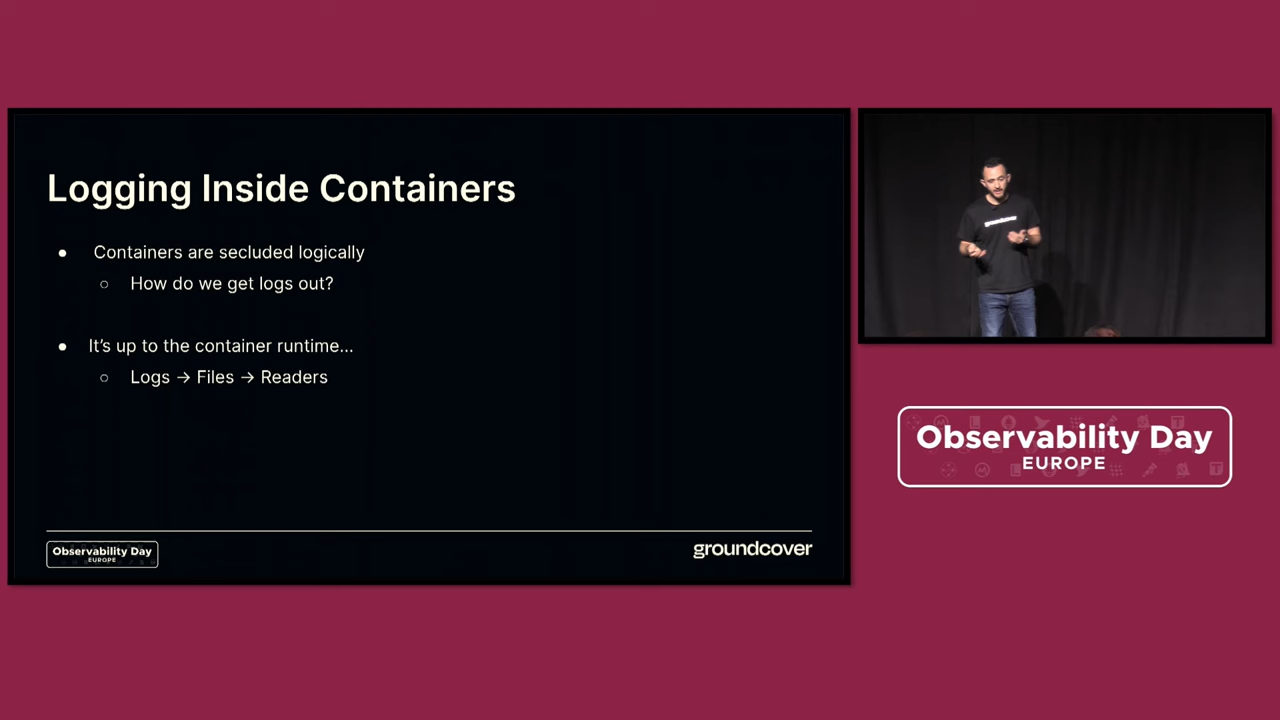 Logging Inside Containers
● Containers are secluded logically
○ How do we get logs out?
● It’s up to the container runtime...
○ Logs → Files → Readers
Observability Day
EUROPE
groundcover
groundcover
Observability Day
EUROPE